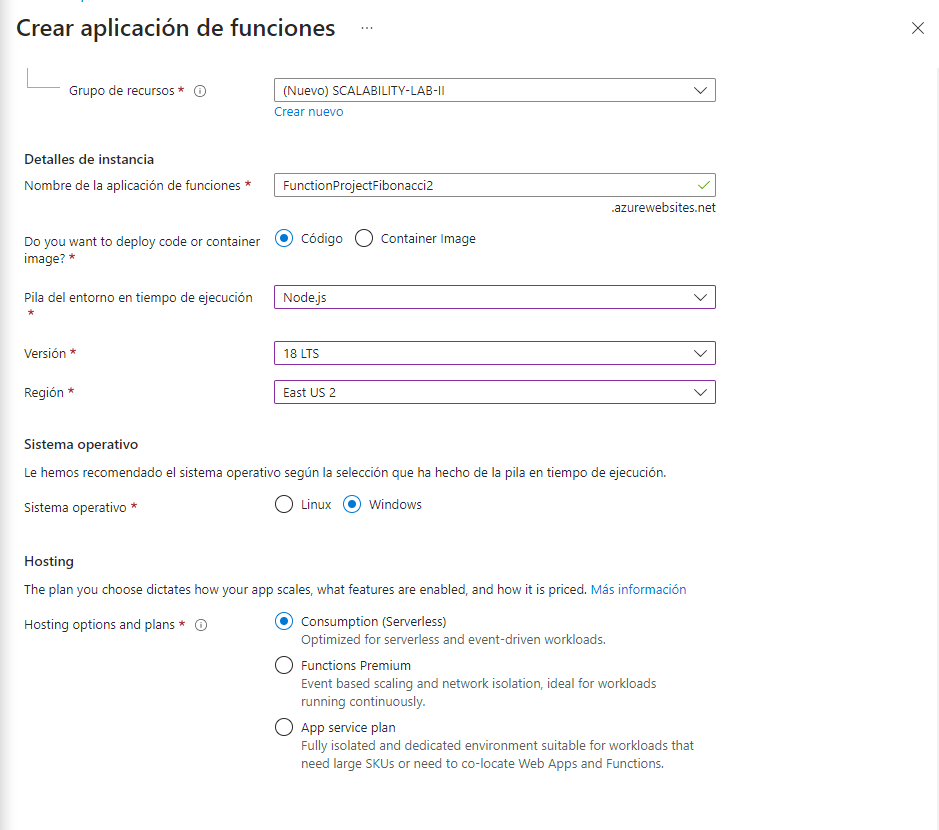 Crear aplicación de funciones ...
Grupo de recursos *
(Nuevo) SCALABILITY-LAB-II
Crear nuevo
Detalles de instancia
Nombre de la aplicación de funciones *
FunctionProjectFibonacci2
.azurewebsites.net
Do you want to deploy code or container
image? *
Código
Container Image
Pila del entorno en tiempo de ejecución
*
Node.js
Versión *
18 LTS
Región *
East US 2
Sistema operativo
Le hemos recomendado el sistema operativo según la selección que ha hecho de la pila en tiempo de ejecución.
Sistema operativo *
Linux
Windows
Hosting
The plan you choose dictates how your app scales, what features are enabled, and how it is priced. Más información
Hosting options and plans *
Consumption (Serverless)
Optimized for serverless and event-driven workloads.
Functions Premium
Event based scaling and network isolation, ideal for workloads
running continuously.
App service plan
Fully isolated and dedicated environment suitable for workloads that
need large SKUs or need to co-locate Web Apps and Functions.